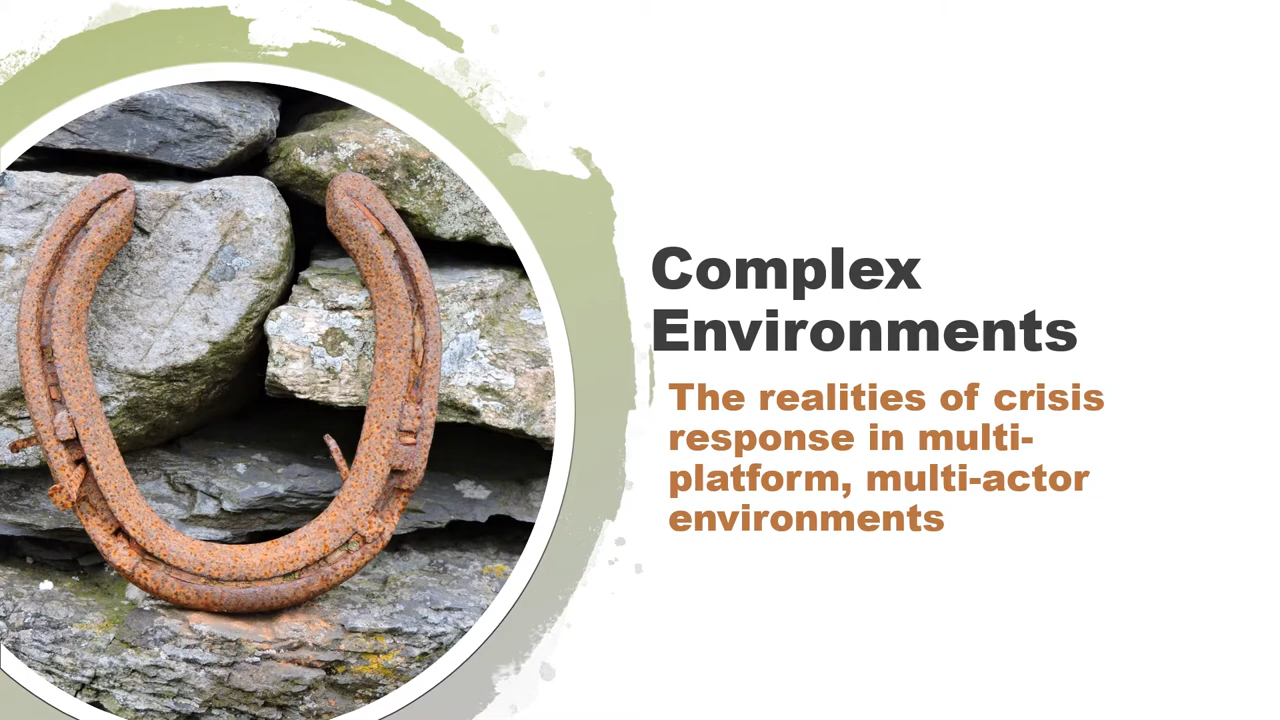 Complex
Environments
The realities of crisis
response in multi-
platform, multi-actor
environments